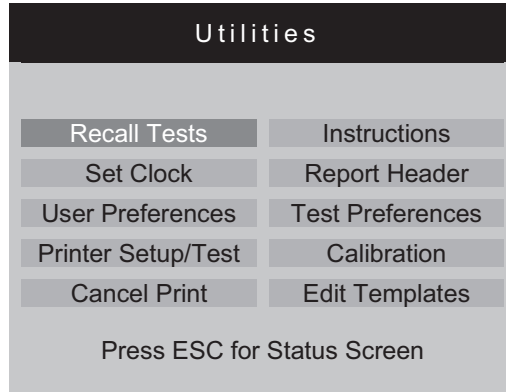 Utilities
Recall Tests
Instructions
Set Clock
Report Header
User Preferences
Test Preferences
Printer Setup/Test
Calibration
Cancel Print
Edit Templates
Press ESC for Status Screen